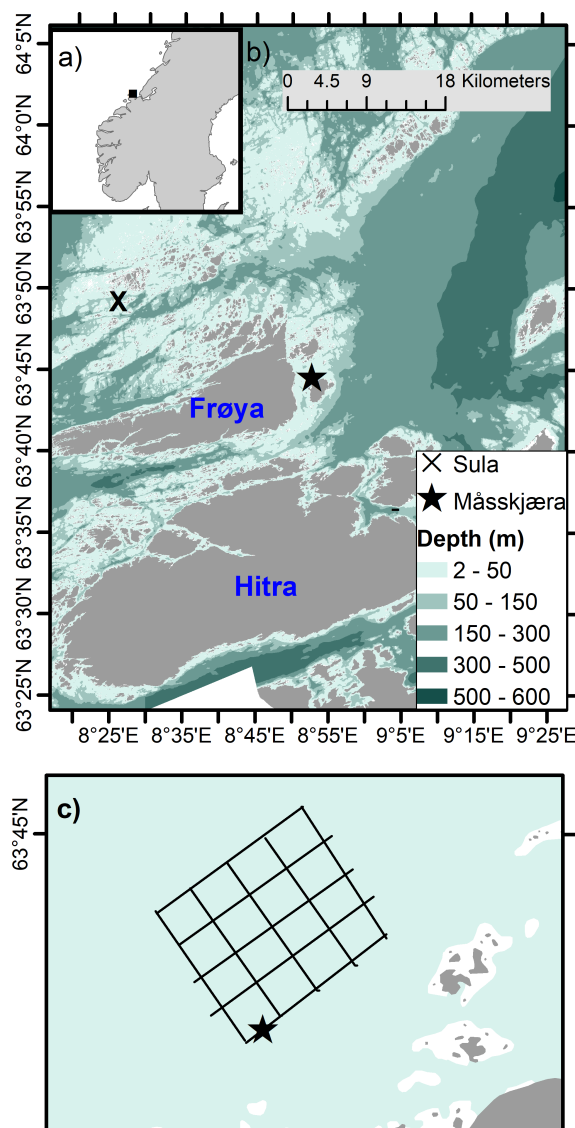 a)
b)
0 4.5 9 18 Kilometers
64°5'N
64°0'N
63°55'N
63°50'N
63°45'N
63°40'N
63°35'N
63°30'N
63°25'N
X
Frøya
Hitra
Sula
Måsskjæra
Depth (m)
2 - 50
50 - 150
150 - 300
300 - 500
500 - 600
8°25'E 8°35'E 8°45'E 8°55'E 9°5'E 9°15'E 9°25'E
c)
63°45'N